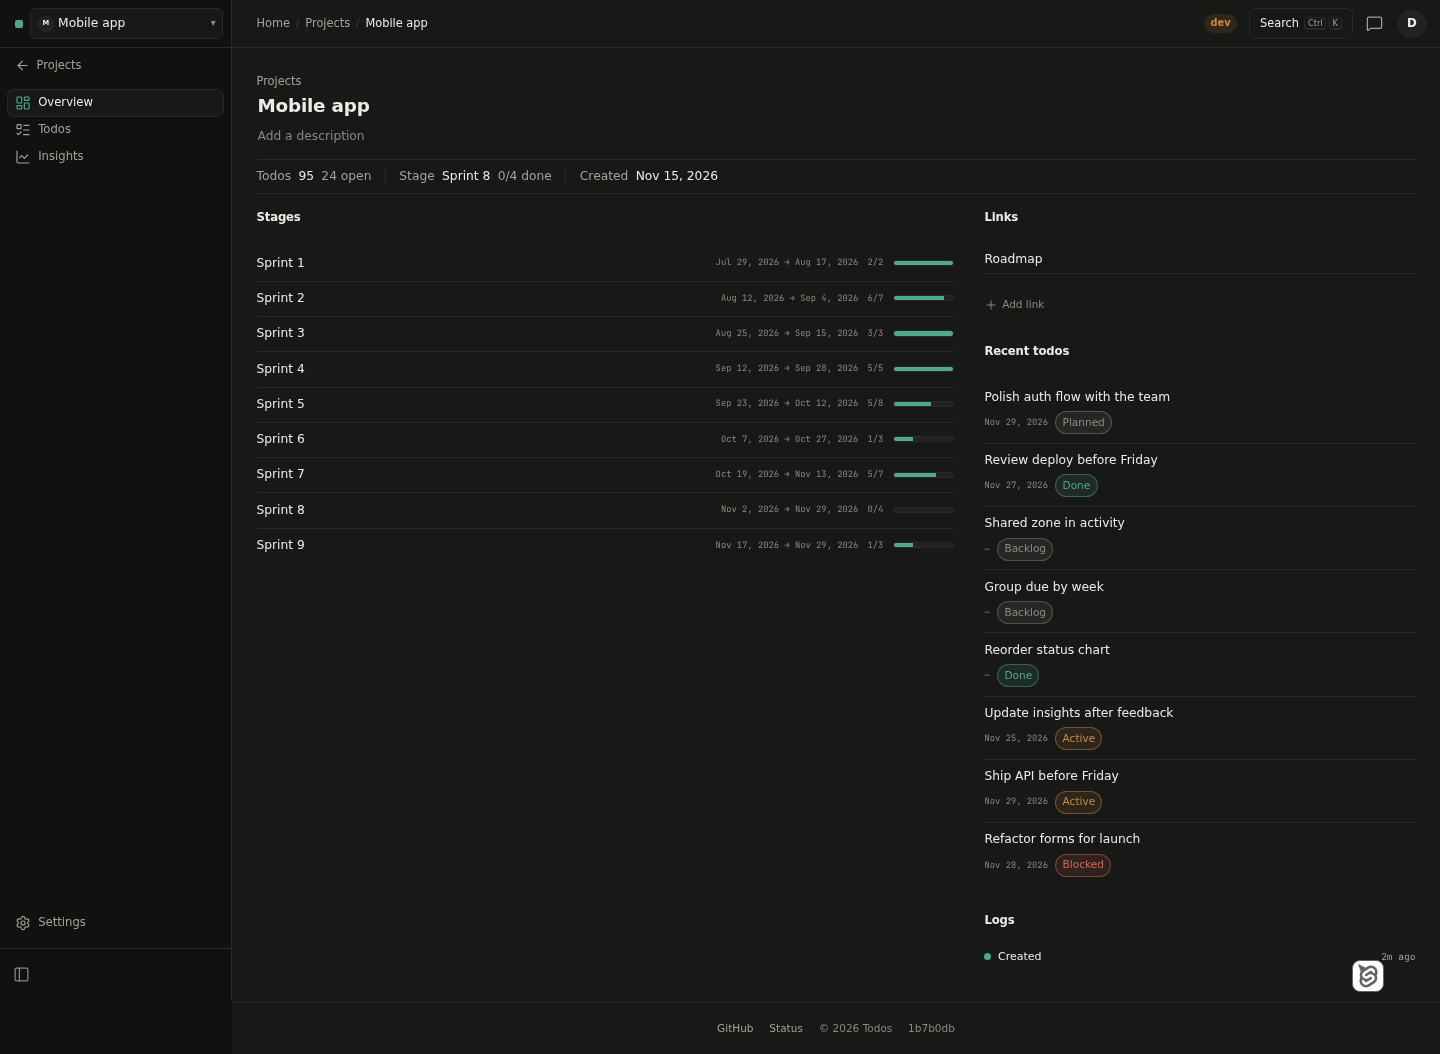 M Mobile app
Projects
Overview
Todos
Insights
Settings
Home / Projects / Mobile app
dev
Search Ctrl K
D
Projects
Mobile app
Add a description
Todos 95 24 open
Stage Sprint 8 0/4 done
Created Nov 15, 2026
Stages
Sprint 1 Jul 29, 2026 → Aug 17, 2026 2/2
Sprint 2 Aug 12, 2026 → Sep 4, 2026 6/7
Sprint 3 Aug 25, 2026 → Sep 15, 2026 3/3
Sprint 4 Sep 12, 2026 → Sep 28, 2026 5/5
Sprint 5 Sep 23, 2026 → Oct 12, 2026 5/8
Sprint 6 Oct 7, 2026 → Oct 27, 2026 1/3
Sprint 7 Oct 19, 2026 → Nov 13, 2026 5/7
Sprint 8 Nov 2, 2026 → Nov 29, 2026 0/4
Sprint 9 Nov 17, 2026 → Nov 29, 2026 1/3
Links
Roadmap
Add link
Recent todos
Polish auth flow with the team
Nov 29, 2026 Planned
Review deploy before Friday
Nov 27, 2026 Done
Shared zone in activity
— Backlog
Group due by week
— Backlog
Reorder status chart
— Done
Update insights after feedback
Nov 25, 2026 Active
Ship API before Friday
Nov 29, 2026 Active
Refactor forms for launch
Nov 28, 2026 Blocked
Logs
Created 2m ago
GitHub Status © 2026 Todos 1b7b0db